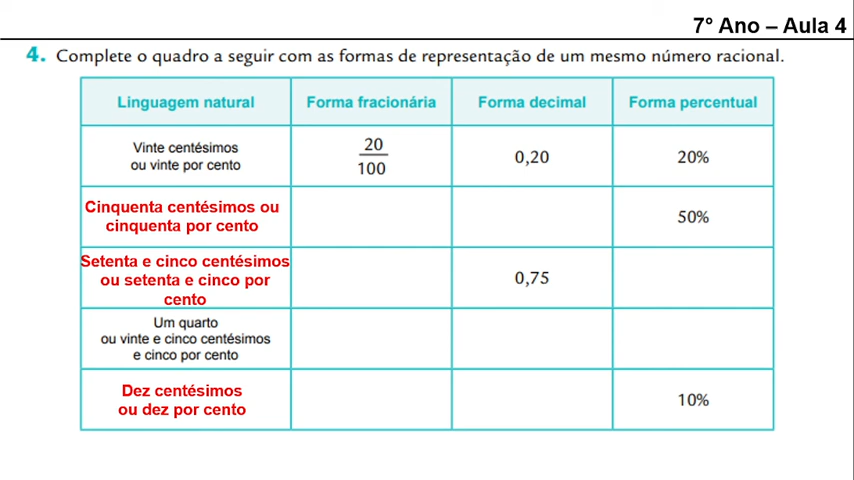 7° Ano – Aula 4
4. Complete o quadro a seguir com as formas de representação de um mesmo número racional.
Linguagem natural Forma fracionária Forma decimal Forma percentual
Vinte centésimos
ou vinte por cento
20
100
0,20
20%
Cinquenta centésimos ou
cinquenta por cento
50%
Setenta e cinco centésimos
ou setenta e cinco por
cento
0,75
Um quarto
ou vinte e cinco centésimos
e cinco por cento
Dez centésimos
ou dez por cento
10%